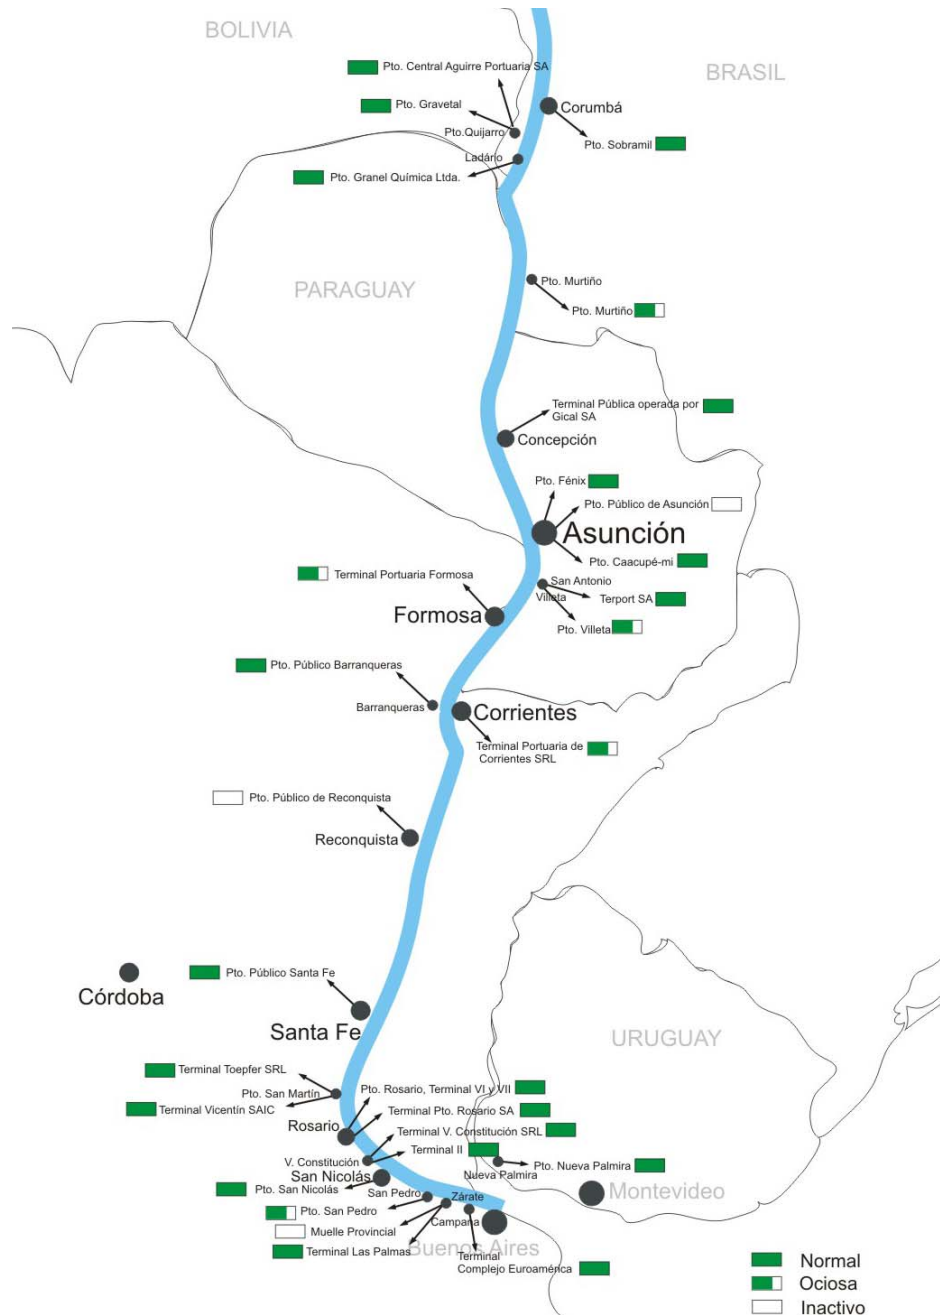 BOLIVIA
BRASIL
Pto. Central Aguirre Portuaria SA
Pto. Gravetal
Corumbá
Pto.Quijarro
Pto. Sobramil
Ladário
Pto. Granel Química Ltda.
PARAGUAY
Pto. Murtiño
Pto. Murtiño
Terminal Pública operada por
Gical SA
Concepción
Pto. Fénix
Pto. Público de Asunción
Asunción
Pto. Caacupé-mi
Terminal Portuaria Formosa
San Antonio
Villeta
Terport SA
Formosa
Pto. Villeta
Pto. Público Barranqueras
Barranqueras
Corrientes
Terminal Portuaria de
Corrientes SRL
Pto. Público de Reconquista
Reconquista
Pto. Público Santa Fe
Córdoba
Santa Fe
URUGUAY
Terminal Toepfer SRL
Pto. San Martín
Pto. Rosario, Terminal VI y VII
Terminal Vicentín SAIC
Terminal Pto. Rosario SA
Rosario
Terminal V. Constitución SRL
Terminal II
V. Constitución
Pto. Nueva Palmira
Nueva Palmira
San Nicolás
Pto. San Nicolás
San Pedro
Zárate
Montevideo
Pto. San Pedro
Campana
Muelle Provincial
Buenos Aires
Terminal Las Palmas
Terminal
Complejo Euroamérica
Normal
Ociosa
Inactivo